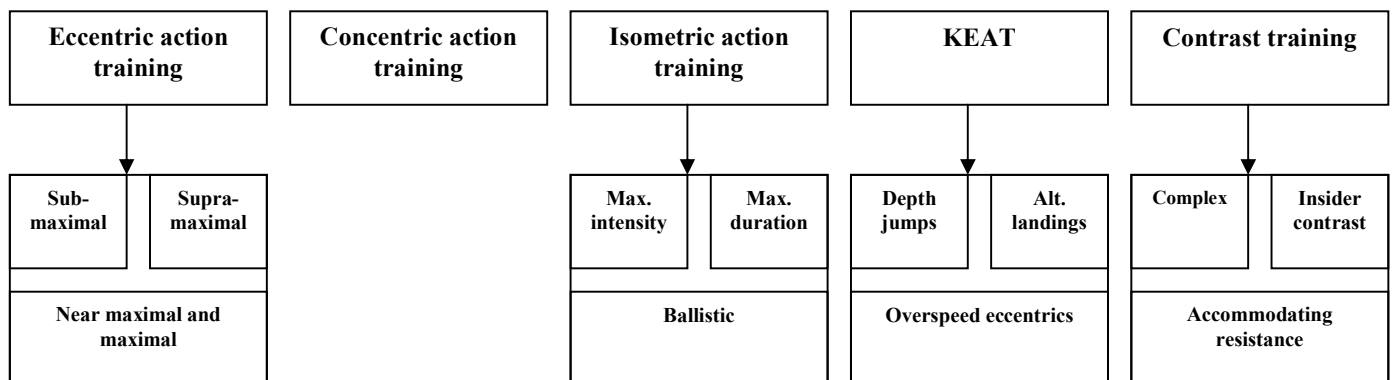 Eccentric action
training
Concentric action
training
Isometric action
training
KEAT
Contrast training
Sub-
maximal
Supra-
maximal
Near maximal and
maximal
Max.
intensity
Max.
duration
Ballistic
Depth
jumps
Alt.
landings
Overspeed eccentrics
Complex
Insider
contrast
Accommodating
resistance